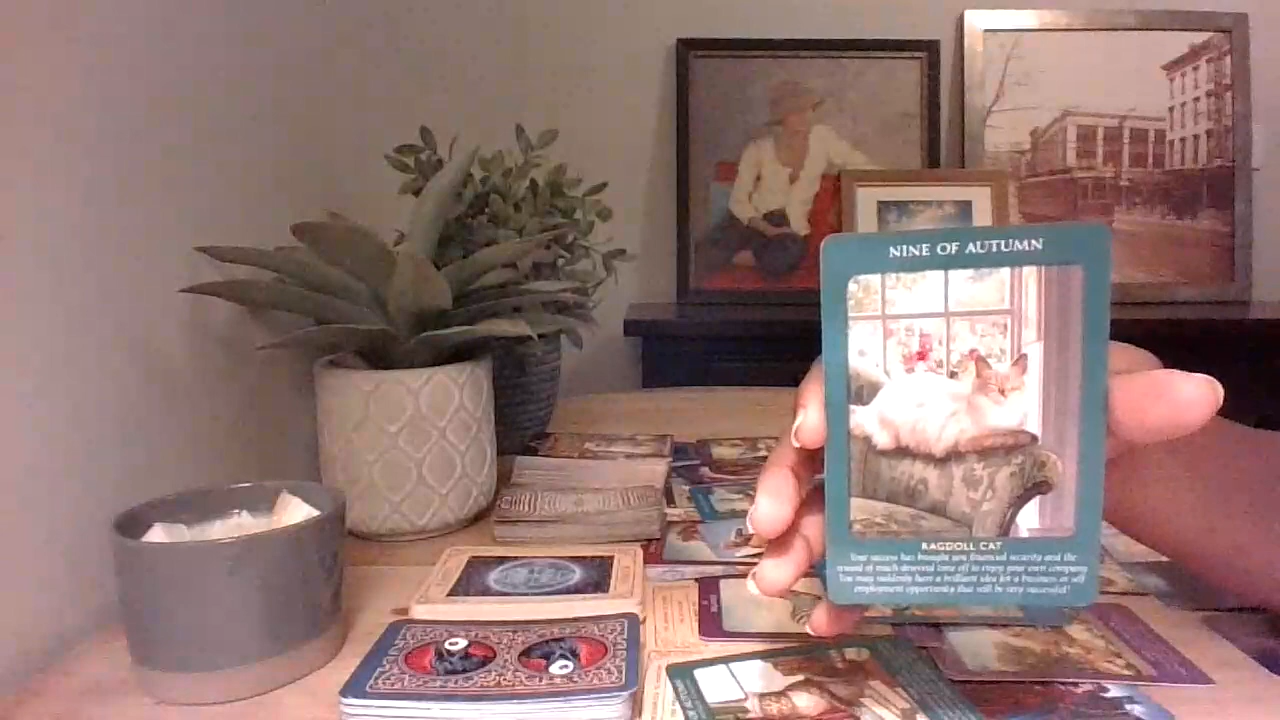 NINE OF AUTUMN
RAGDOLL CAT
Your success has brought you financial security and the
reward of much deserved time off to enjoy your own company.
You may suddenly have a brilliant idea for a business or self
employment opportunity that will be very successful!